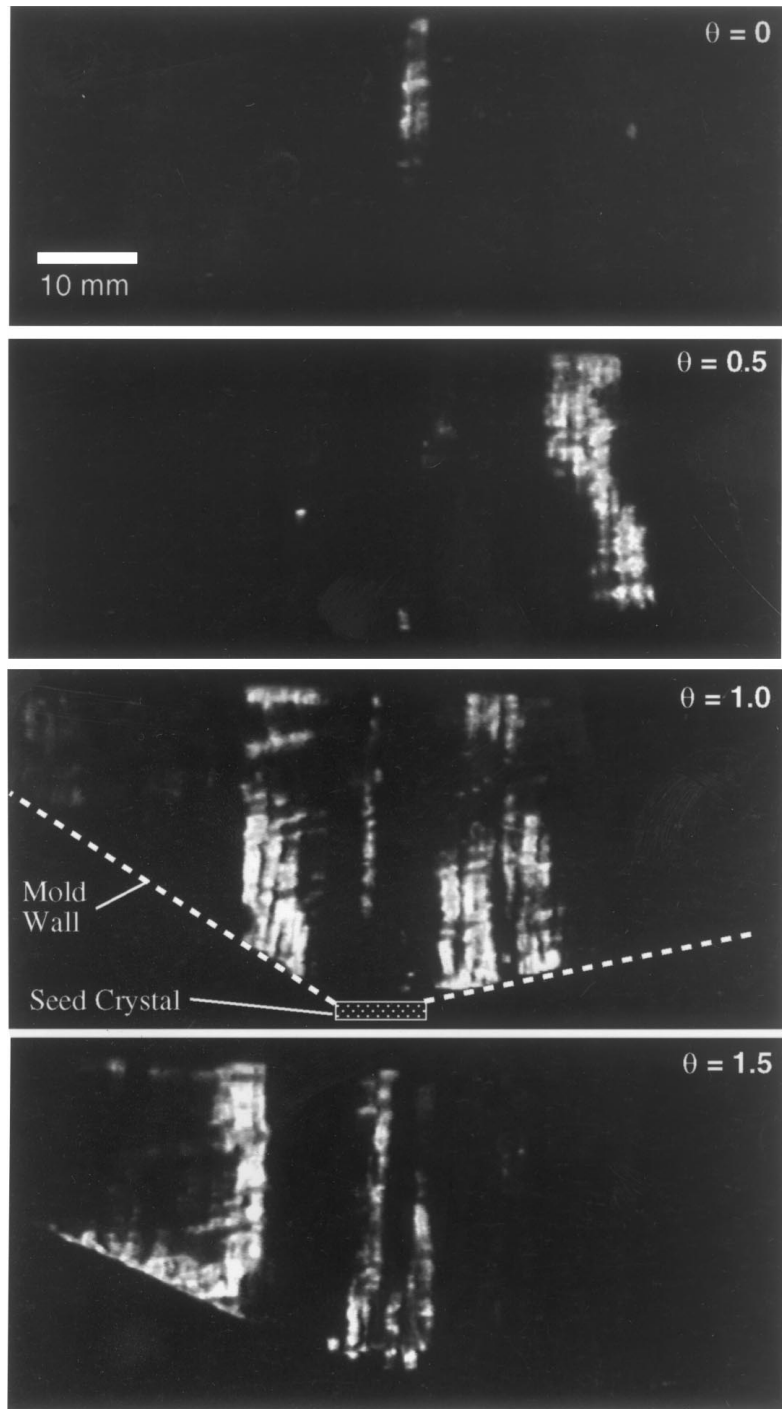 θ = 0
10 mm
θ = 0.5
θ = 1.0
Mold
Wall
Seed Crystal
θ = 1.5